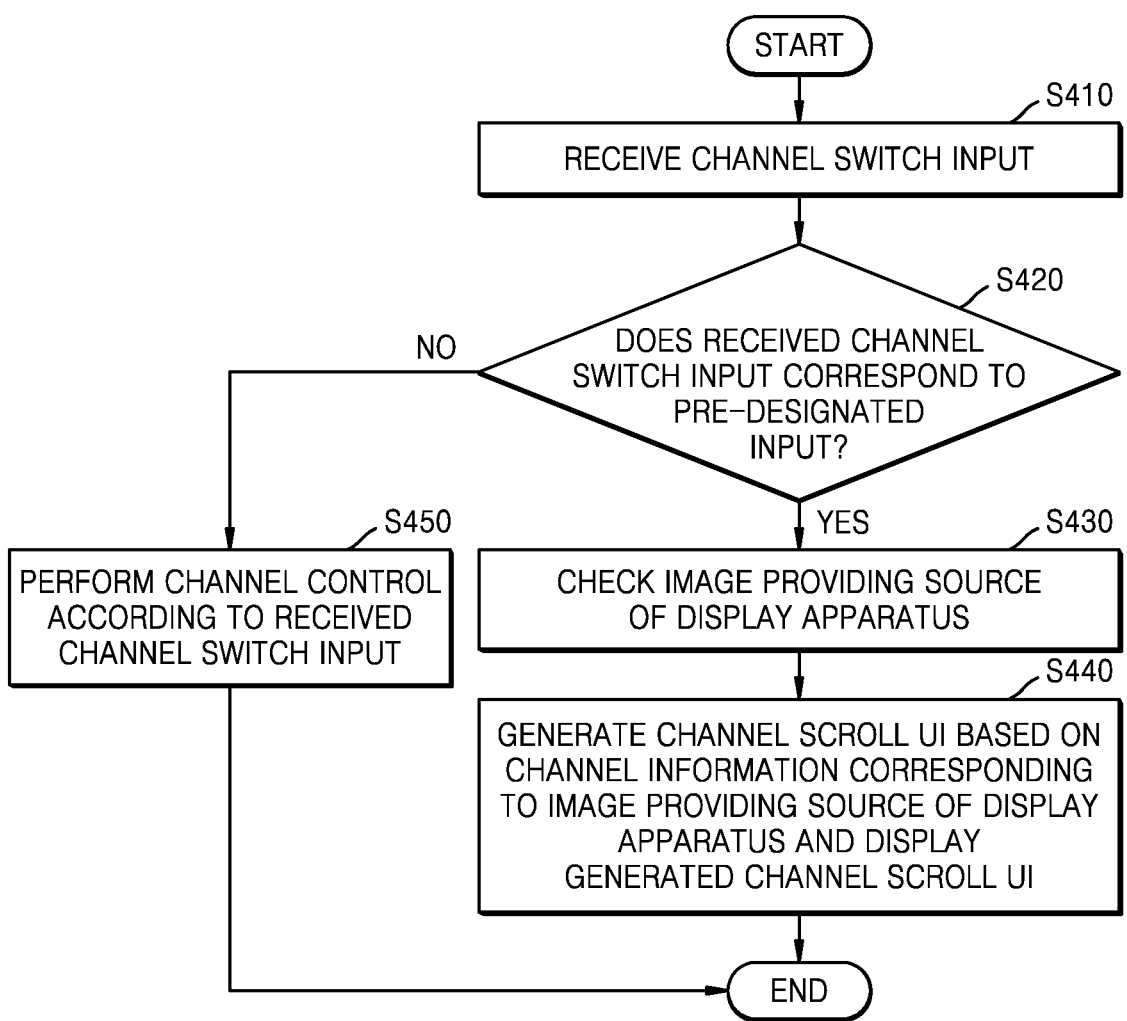 START
S410
RECEIVE CHANNEL SWITCH INPUT
S420
DOES RECEIVED CHANNEL
SWITCH INPUT CORRESPOND TO
PRE-DESIGNATED
INPUT?
NO
YES
S450
PERFORM CHANNEL CONTROL
ACCORDING TO RECEIVED
CHANNEL SWITCH INPUT
S430
CHECK IMAGE PROVIDING SOURCE
OF DISPLAY APPARATUS
S440
GENERATE CHANNEL SCROLL UI BASED ON
CHANNEL INFORMATION CORRESPONDING
TO IMAGE PROVIDING SOURCE OF DISPLAY
APPARATUS AND DISPLAY
GENERATED CHANNEL SCROLL UI
END